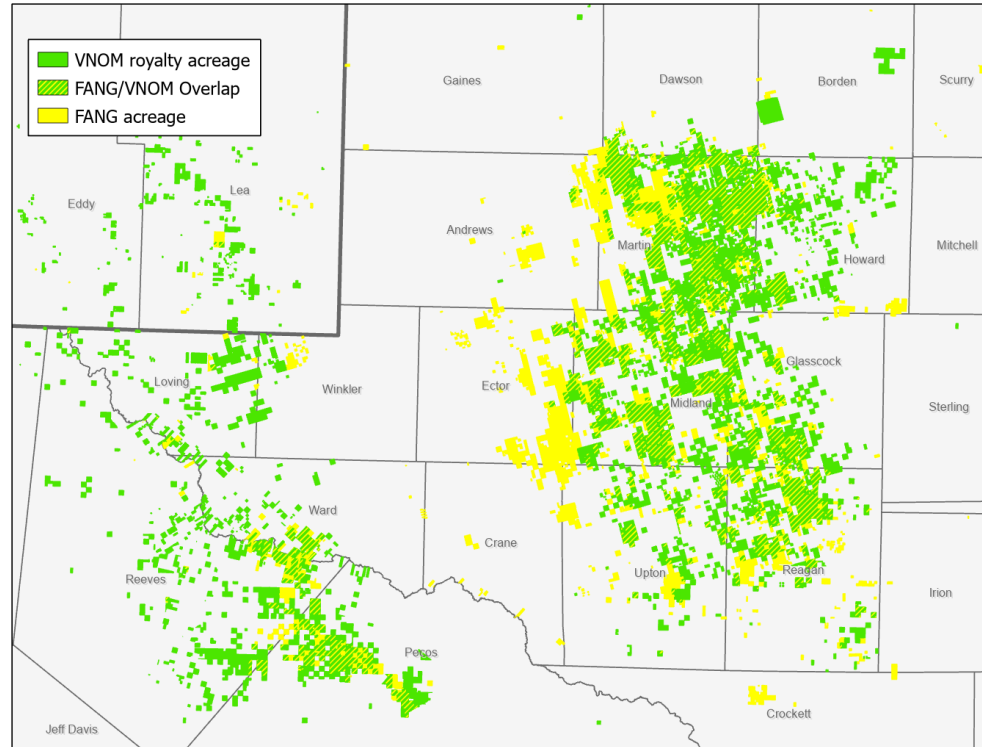 VNOM royalty acreage
FANG/VNOM Overlap
FANG acreage
Gaines
Dawson
Borden
Scurry
Eddy
Lea
Andrews
Martin
Howard
Mitchell
Loving
Winkler
Ector
Midland
Glasscock
Sterling
Reeves
Ward
Crane
Upton
Reagan
Irion
Pecos
Jeff Davis
Crockett